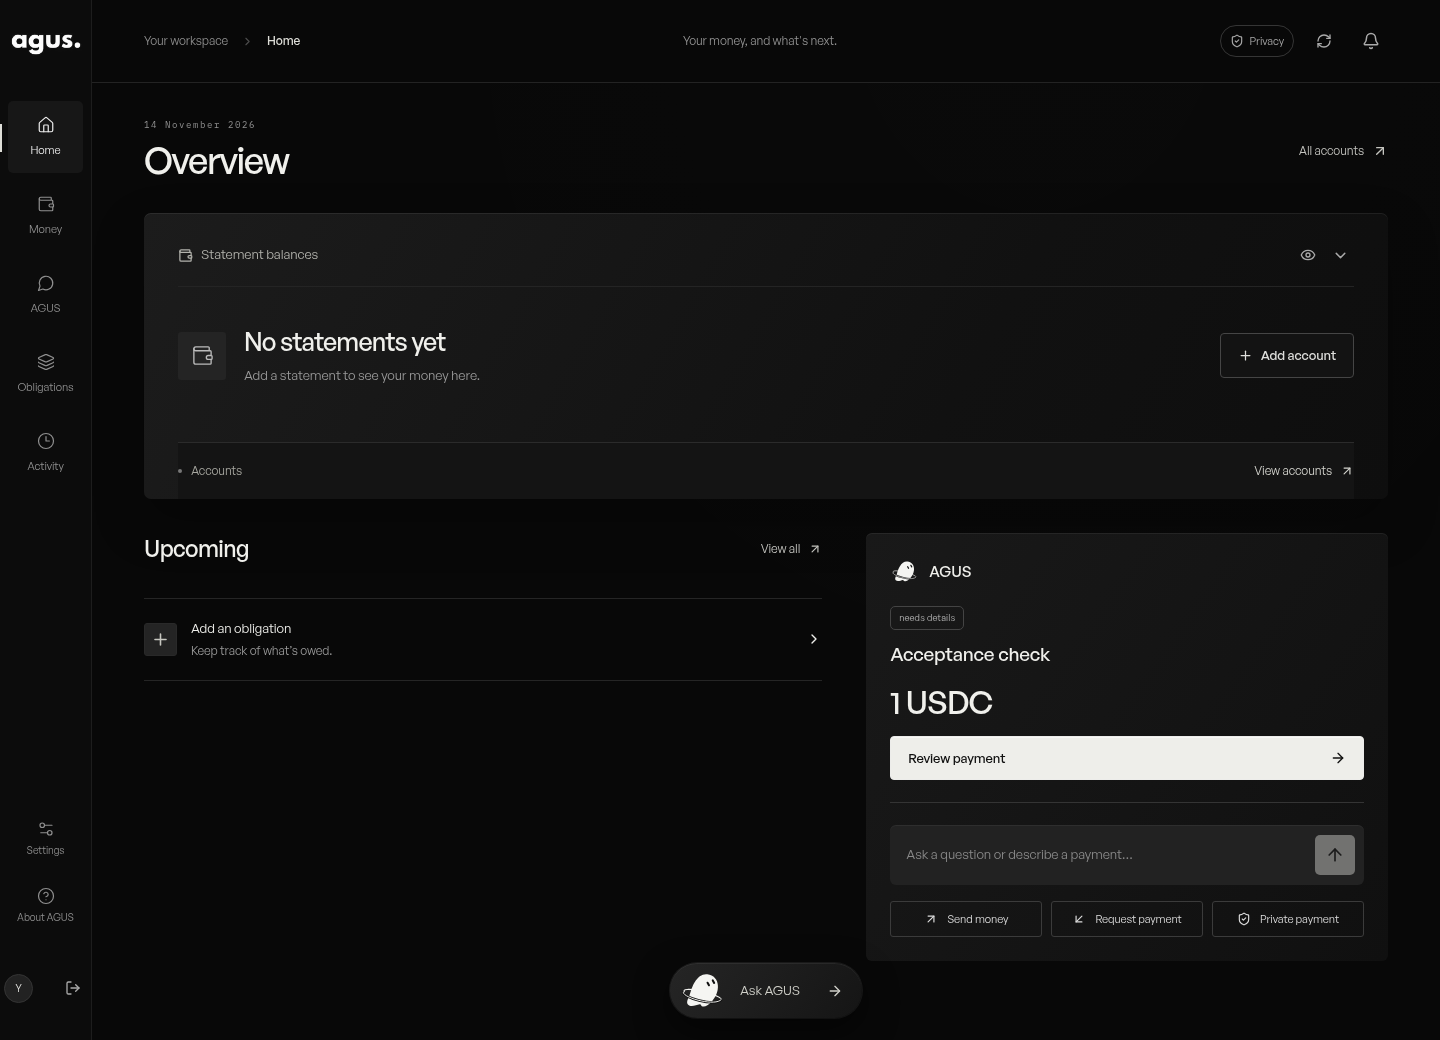 agus.
Your workspace
Home
Your money, and what's next.
Privacy
Home
Money
AGUS
Obligations
Activity
Settings
About AGUS
Y
14 November 2026
Overview
All accounts
Statement balances
No statements yet
Add a statement to see your money here.
Add account
Accounts
View accounts
Upcoming
View all
Add an obligation
Keep track of what's owed.
AGUS
needs details
Acceptance check
1 USDC
Review payment
Ask a question or describe a payment...
Send money
Request payment
Private payment
Ask AGUS